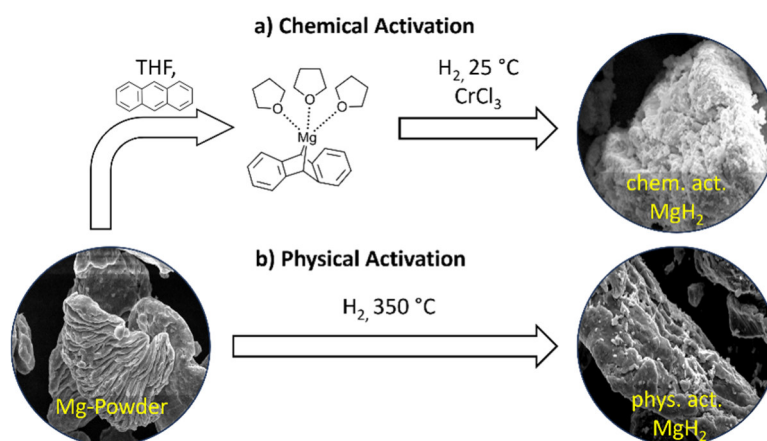 a) Chemical Activation
THF,
O
O
O
Mg
H₂, 25 °C
CrCl₃
chem. act.
MgH₂
b) Physical Activation
H₂, 350 °C
Mg-Powder
phys. act.
MgH₂